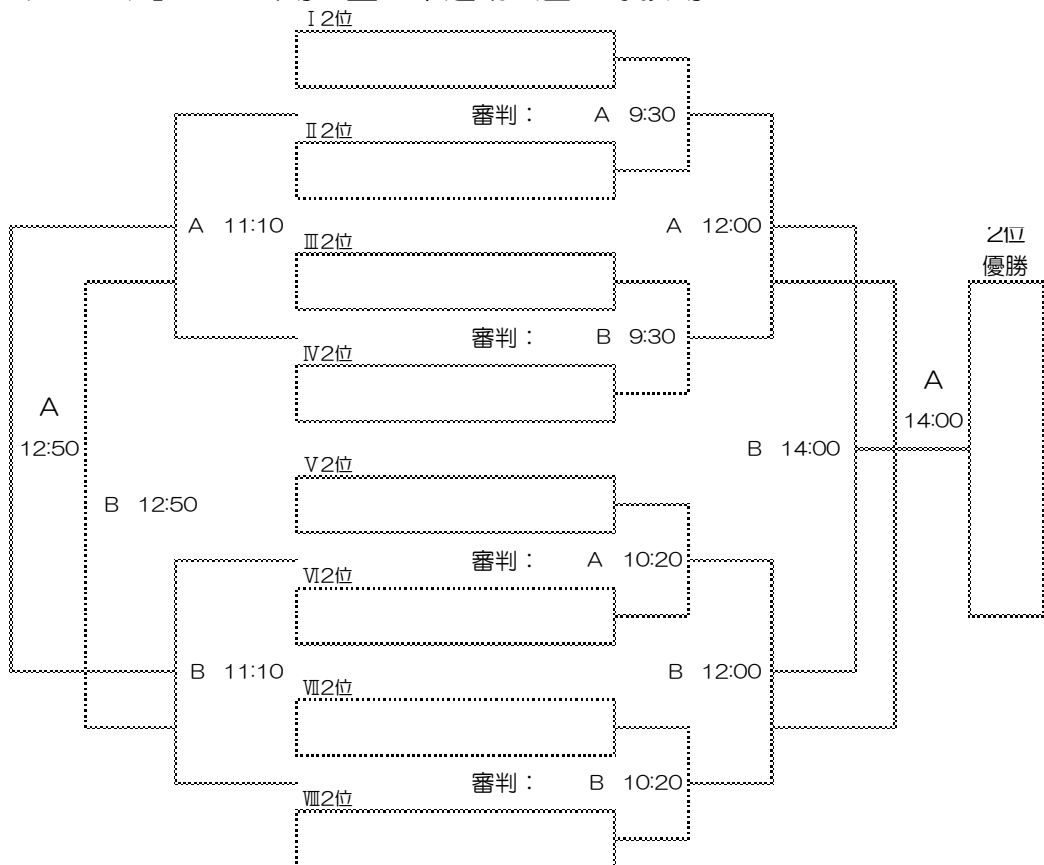 Ⅰ2位
審判： A 9:30
Ⅱ2位
A 11:10
A 12:00
Ⅲ2位
2位
優勝
審判： B 9:30
Ⅳ2位
A
12:50
A
14:00
B 14:00
Ⅴ2位
B 12:50
審判： A 10:20
Ⅵ2位
B 11:10
B 12:00
Ⅶ2位
審判： B 10:20
Ⅷ2位